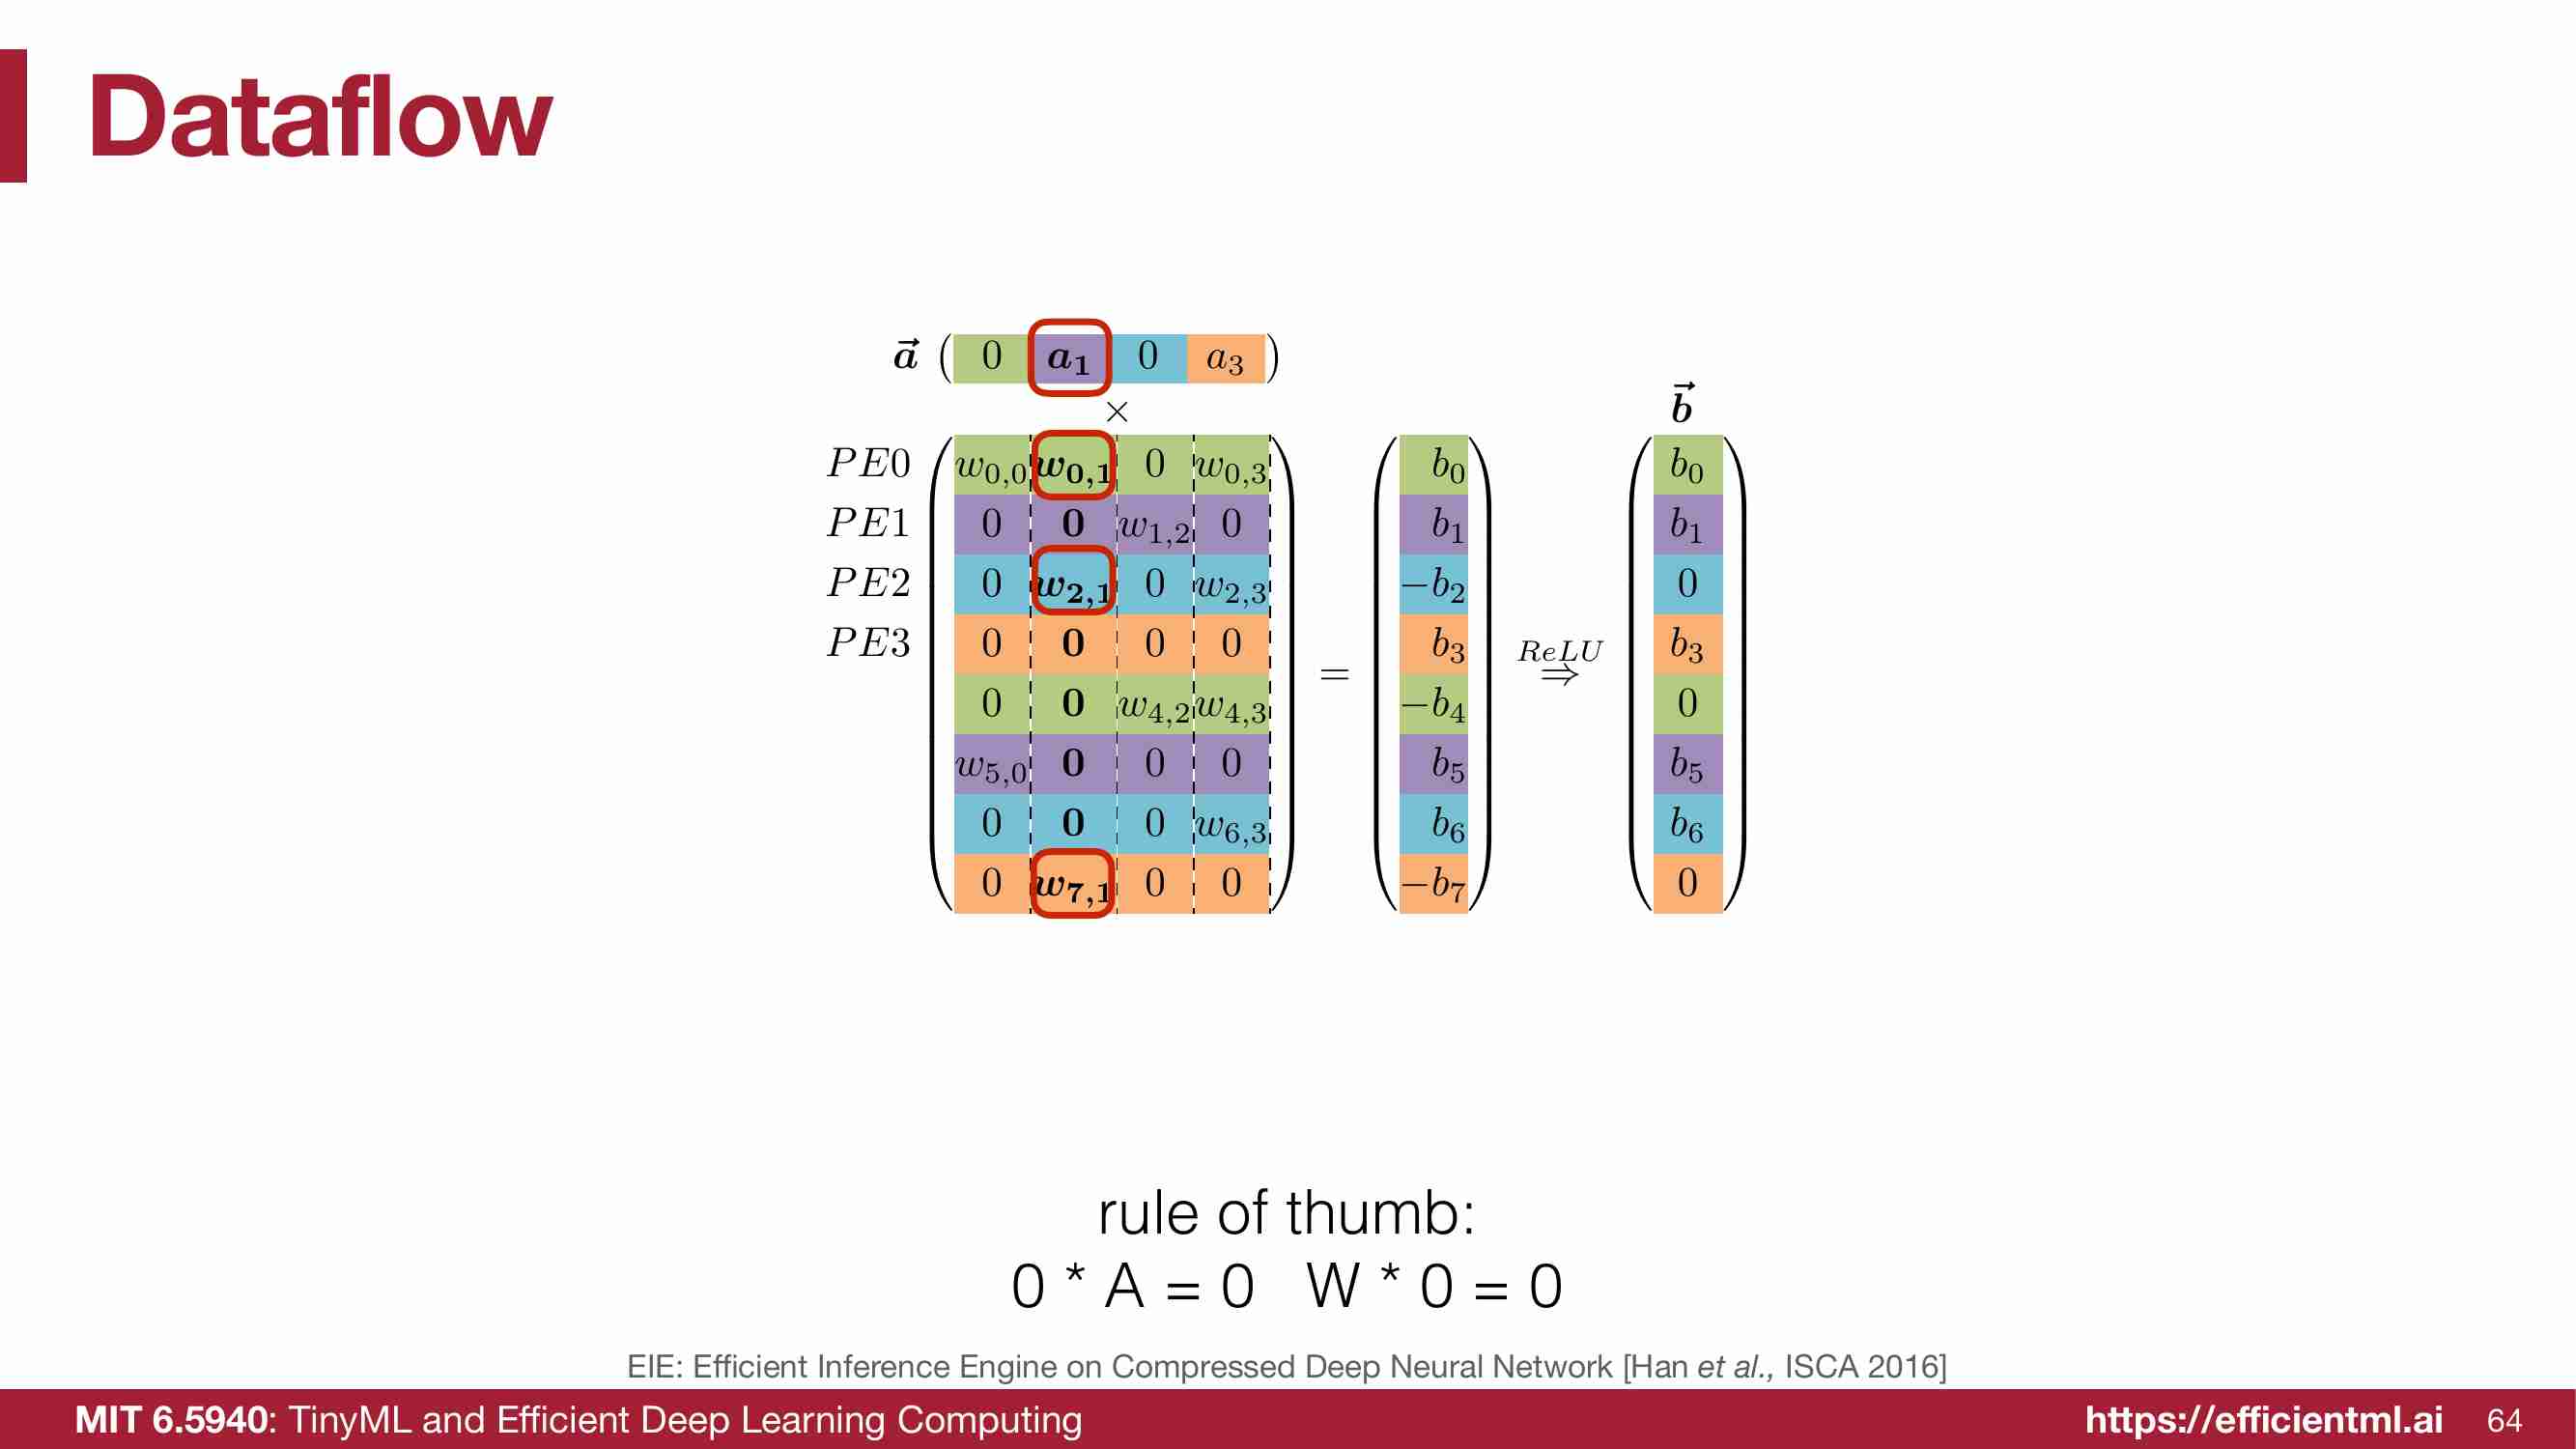 Dataflow
a⃗ ( 0 a₁ 0 a₃ )
×
b⃗
PE0 w₀,₀ w₀,₁ 0 w₀,₃ b₀ b₀
PE1 0 0 w₁,₂ 0 b₁ b₁
PE2 0 w₂,₁ 0 w₂,₃ −b₂ 0
PE3 0 0 0 0 b₃ b₃
= ReLU ⇒
0 0 w₄,₂ w₄,₃ −b₄ 0
w₅,₀ 0 0 0 b₅ b₅
0 0 0 w₆,₃ b₆ b₆
0 w₇,₁ 0 0 −b₇ 0
rule of thumb:
0 * A = 0 W * 0 = 0
EIE: Efficient Inference Engine on Compressed Deep Neural Network [Han et al., ISCA 2016]
MIT 6.5940: TinyML and Efficient Deep Learning Computing https://efficientml.ai 64